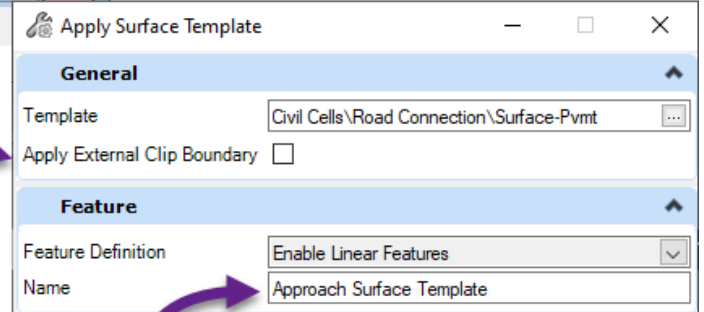 Apply Surface Template
General
Template Civil Cells\Road Connection\Surface-Pvmt ...
Apply External Clip Boundary
Feature
Feature Definition Enable Linear Features
Name Approach Surface Template